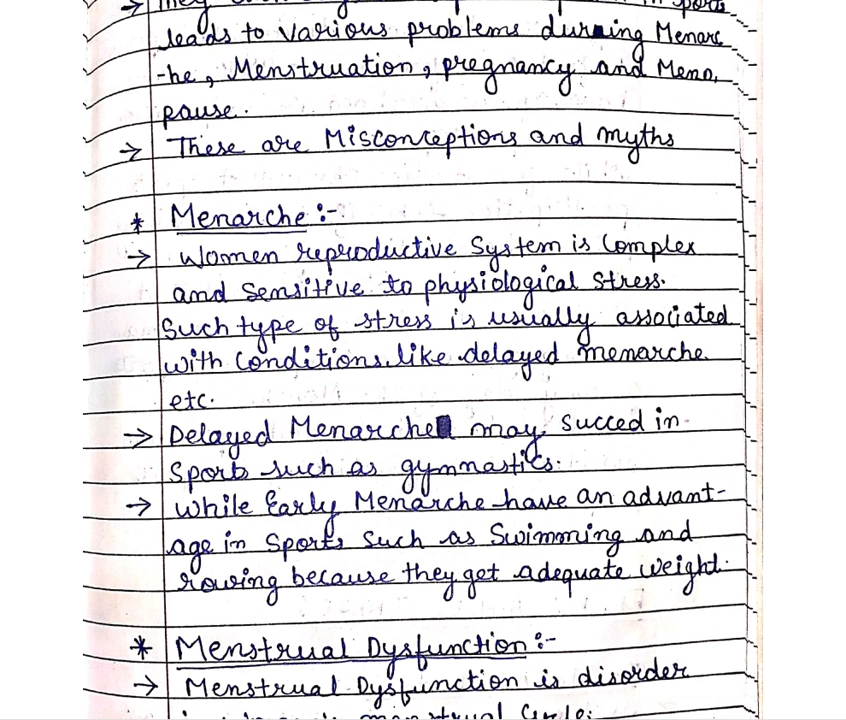 → They
leads to various problems during Menarc
-he, Menstruation, pregnancy and Meno,
pause.
→ These are Misconceptions and myths
* Menarche :-
→ Women reproductive System is Complex
and Sensitive to physiological Stress.
Such type of stress is usually associated
with Conditions like delayed menarche
etc.
→ Delayed Menarche may succed in
Sports such as gymnastics.
→ while Early Menarche have an advant-
age in Sports Such as Swimming and
rowing because they get adequate weight.
* Menstrual Dysfunction :-
→ Menstrual Dysfunction is disorder
menstrual Cycle;